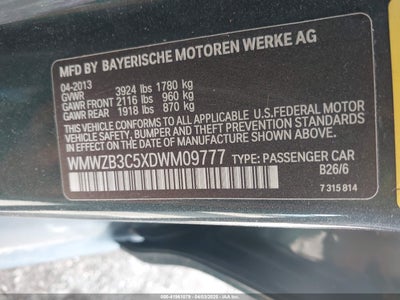 MFD BY BAYERISCHE MOTOREN WERKE AG
04-2013
GVWR 3924 lbs 1780 kg
GAWR FRONT 2116 lbs 960 kg
GAWR REAR 1918 lbs 870 kg
THIS VEHICLE CONFORMS TO ALL APPLICABLE U.S.FEDERAL MOTOR
VEHICLE SAFETY, BUMPER, AND THEFT PREVENTION STANDARDS
IN EFFECT ON THE DATE OF MANUFACTURE SHOWN ABOVE.
WMWZB3C5XDWM09777 TYPE: PASSENGER CAR
B26/6
7 315 814